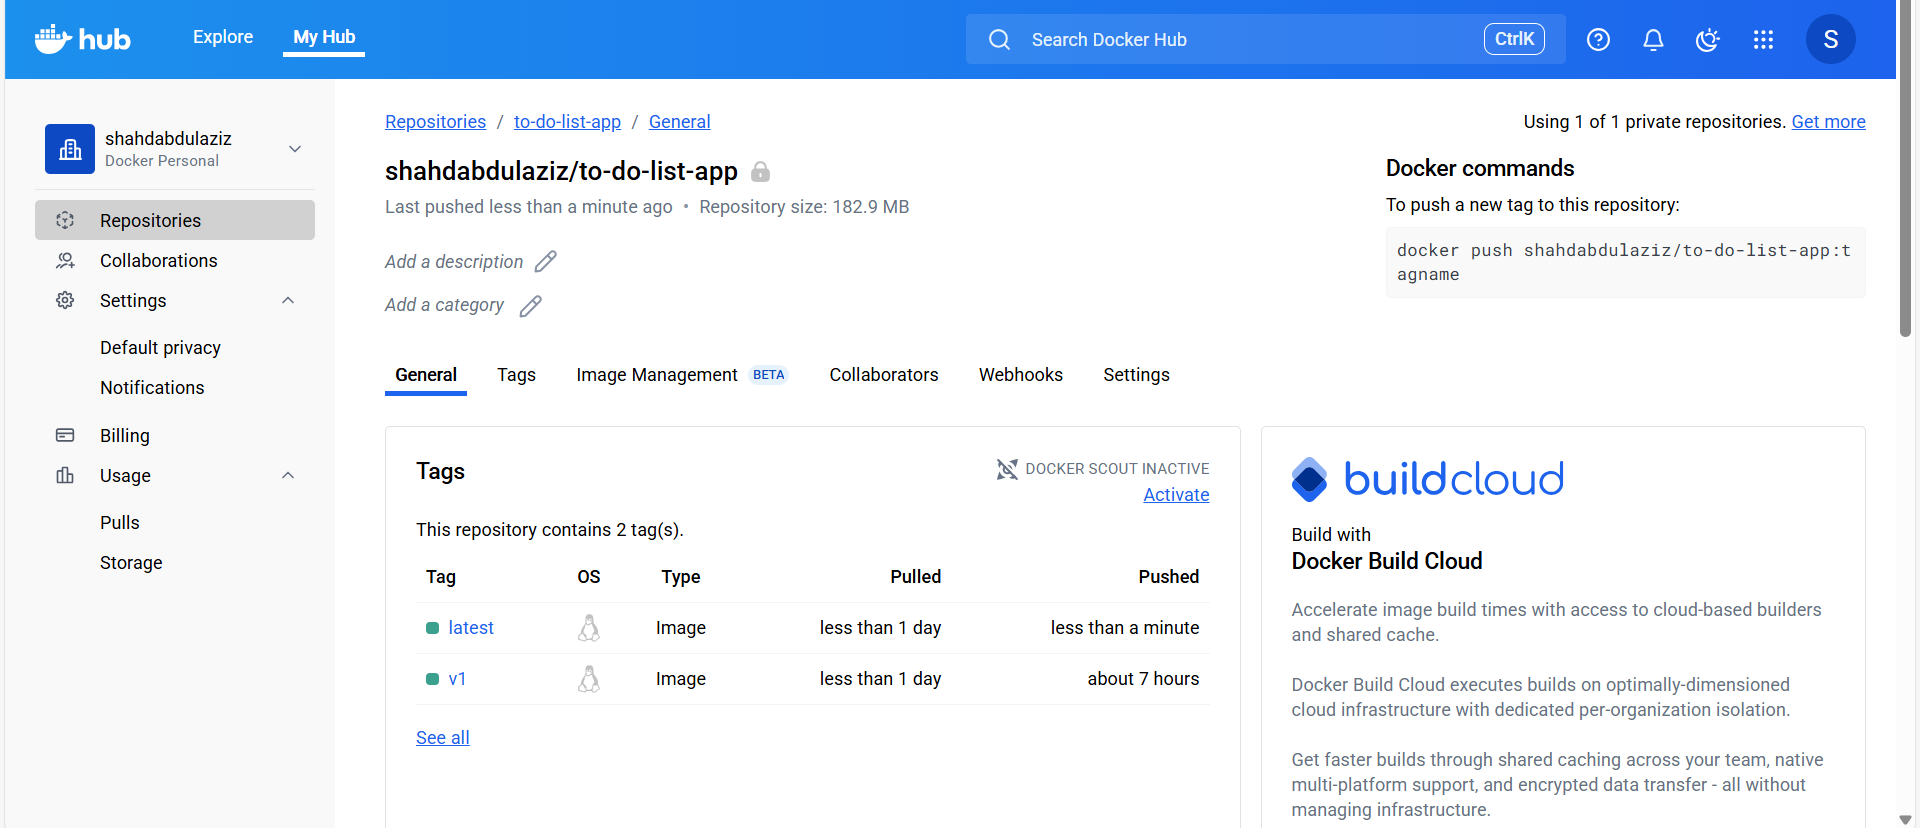 hub
Explore
My Hub
Search Docker Hub
CtrlK
S
shahdabdulaziz
Docker Personal
Repositories
Collaborations
Settings
Default privacy
Notifications
Billing
Usage
Pulls
Storage
Repositories / to-do-list-app / General
Using 1 of 1 private repositories. Get more
shahdabdulaziz/to-do-list-app
Last pushed less than a minute ago • Repository size: 182.9 MB
Add a description
Add a category
Docker commands
To push a new tag to this repository:
docker push shahdabdulaziz/to-do-list-app:t
agname
General
Tags
Image Management BETA
Collaborators
Webhooks
Settings
Tags
DOCKER SCOUT INACTIVE
Activate
This repository contains 2 tag(s).
Tag OS Type Pulled Pushed
latest Image less than 1 day less than a minute
v1 Image less than 1 day about 7 hours
See all
buildcloud
Build with
Docker Build Cloud
Accelerate image build times with access to cloud-based builders
and shared cache.
Docker Build Cloud executes builds on optimally-dimensioned
cloud infrastructure with dedicated per-organization isolation.
Get faster builds through shared caching across your team, native
multi-platform support, and encrypted data transfer - all without
managing infrastructure.